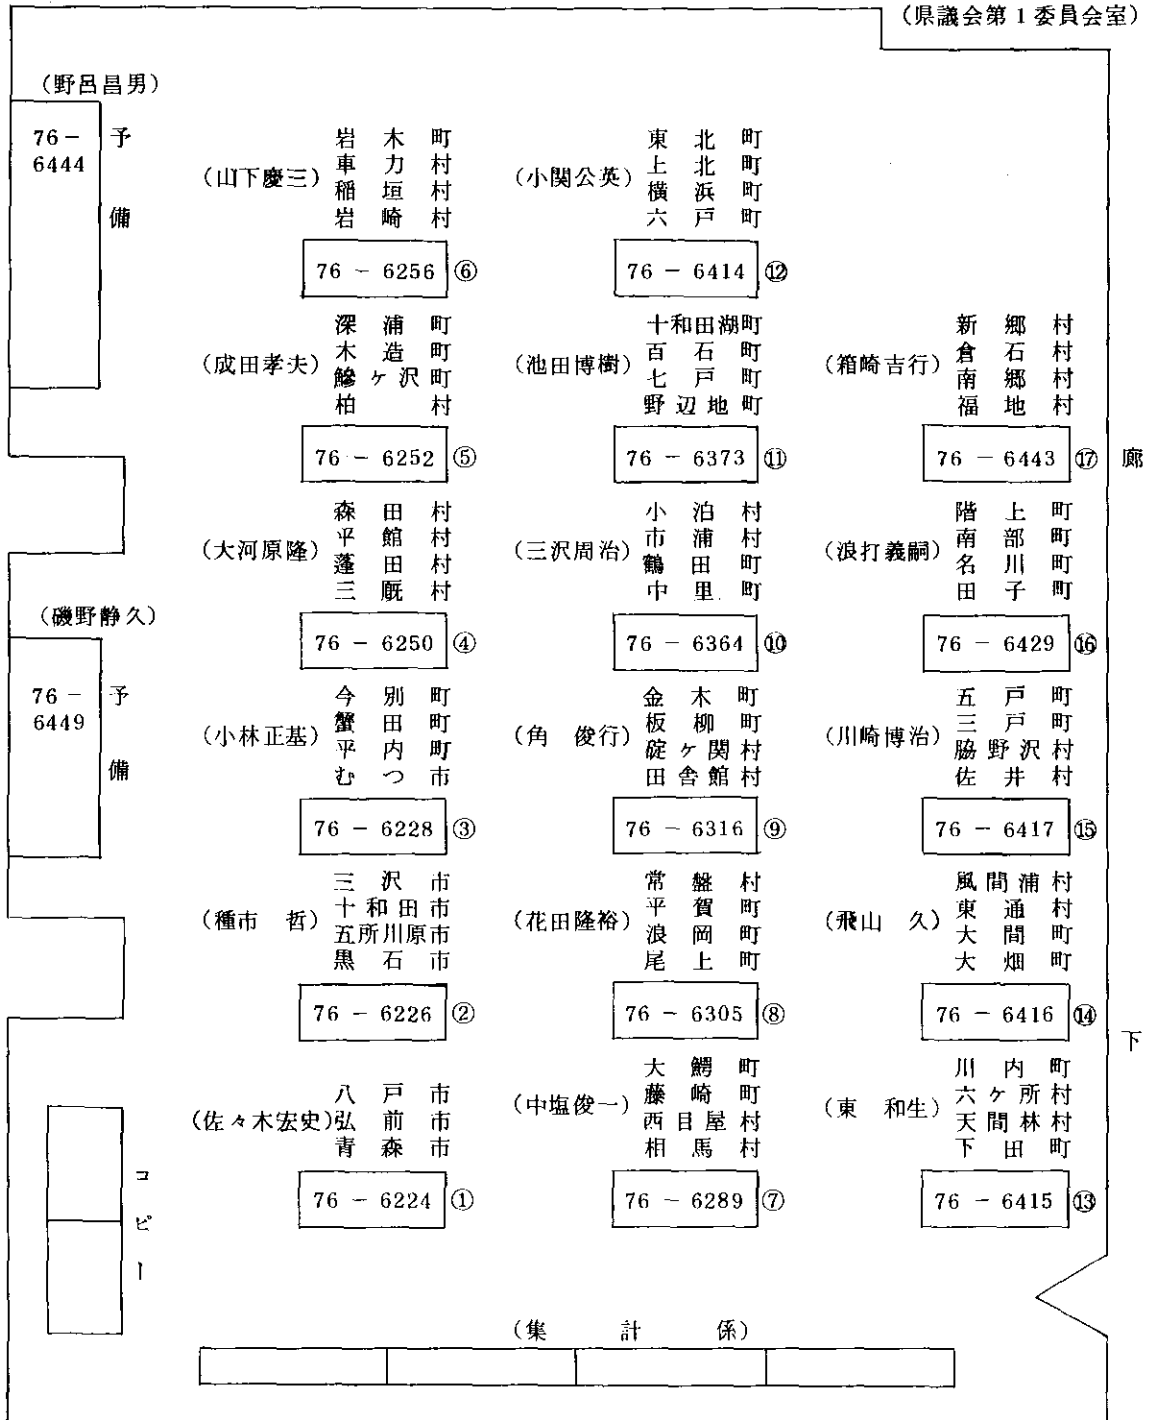 (県議会第1委員会室)
(野呂昌男)
76-
6444
予備
(山下慶三)
岩木町
車力村
稲垣村
岩崎村
76-6256 ⑥
(小関公英)
東北町
上北町
横浜町
六戸町
76-6414 ⑫
(成田孝夫)
深浦町
木造町
鰺ケ沢町
柏村
76-6252 ⑤
(池田博樹)
十和田湖町
百石町
七戸町
野辺地町
76-6373 ⑪
(箱崎吉行)
新郷村
倉石村
南郷村
福地村
76-6443 ⑰
廊下
(大河原隆)
森田村
平館村
蓬田村
三厩村
76-6250 ④
(三沢周治)
小泊村
市浦村
鶴田町
中里町
76-6364 ⑩
(浪打義嗣)
階上町
南部町
名川町
田子町
76-6429 ⑯
(磯野静久)
76-
6449
予備
(小林正基)
今別町
蟹田町
平内町
むつ市
76-6228 ③
(角 俊行)
金木町
板柳町
碇ケ関村
田舎館村
76-6316 ⑨
(川崎博治)
五戸町
三戸町
脇野沢村
佐井村
76-6417 ⑮
(種市 哲)
三沢市
十和田市
五所川原市
黒石市
76-6226 ②
(花田隆裕)
常盤村
平賀町
浪岡町
尾上町
76-6305 ⑧
(飛山 久)
風間浦村
東通村
大間町
大畑町
76-6416 ⑭
(佐々木宏史)
八戸市
弘前市
青森市
76-6224 ①
(中塩俊一)
大鰐町
藤崎町
西目屋村
相馬村
76-6289 ⑦
(東 和生)
川内町
六ケ所村
天間林村
下田町
76-6415 ⑬
コピー
(集計係)